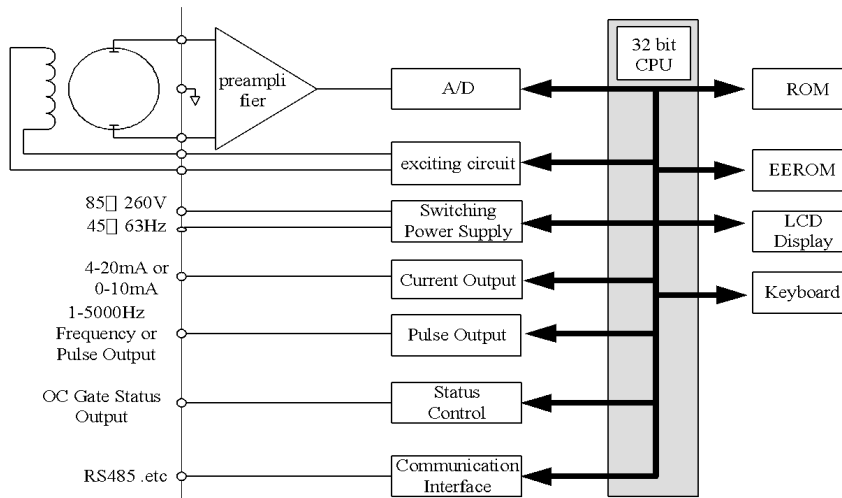 32 bit
CPU
preampli
fier
A/D
ROM
exciting circuit
EEROM
85□ 260V
45□ 63Hz
Switching
Power Supply
LCD
Display
4-20mA or
0-10mA
Current Output
Keyboard
1-5000Hz
Frequency or
Pulse Output
Pulse Output
OC Gate Status
Output
Status
Control
RS485 .etc
Communication
Interface